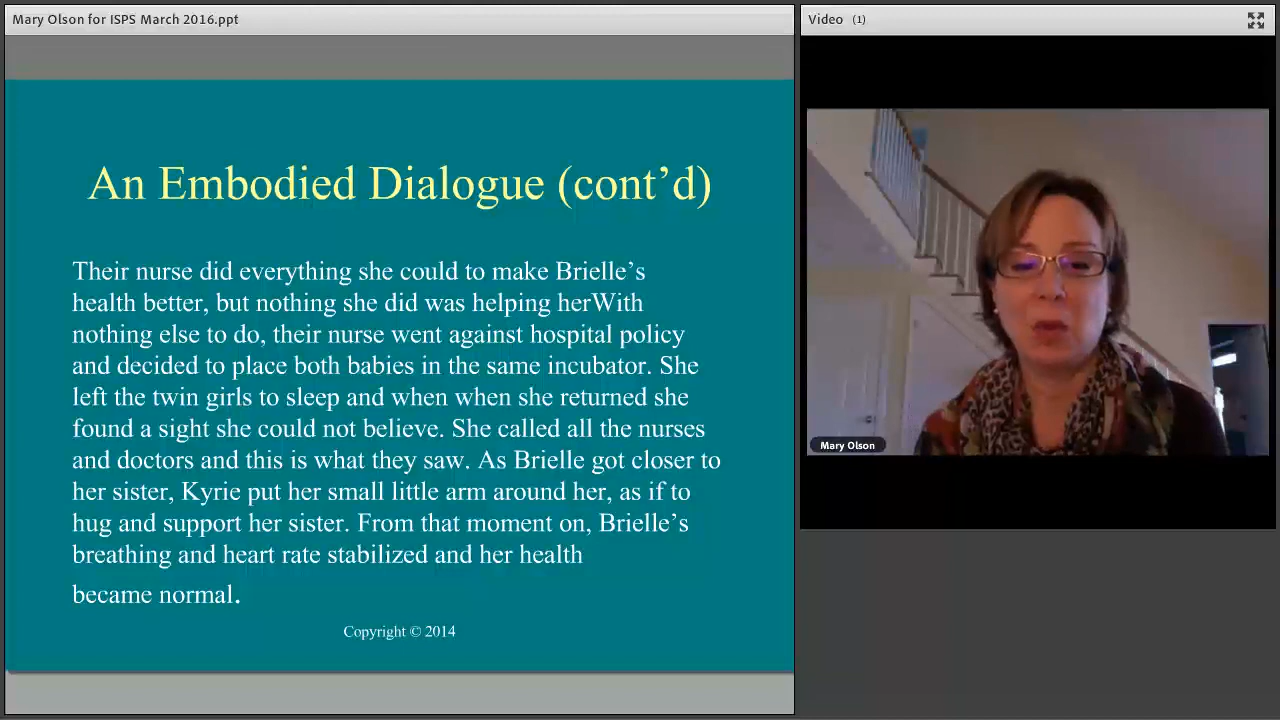 Mary Olson for ISPS March 2016.ppt
Video (1)
An Embodied Dialogue (cont’d)
Their nurse did everything she could to make Brielle’s
health better, but nothing she did was helping herWith
nothing else to do, their nurse went against hospital policy
and decided to place both babies in the same incubator. She
left the twin girls to sleep and when when she returned she
found a sight she could not believe. She called all the nurses
and doctors and this is what they saw. As Brielle got closer to
her sister, Kyrie put her small little arm around her, as if to
hug and support her sister. From that moment on, Brielle’s
breathing and heart rate stabilized and her health
became normal.
Copyright © 2014
Mary Olson